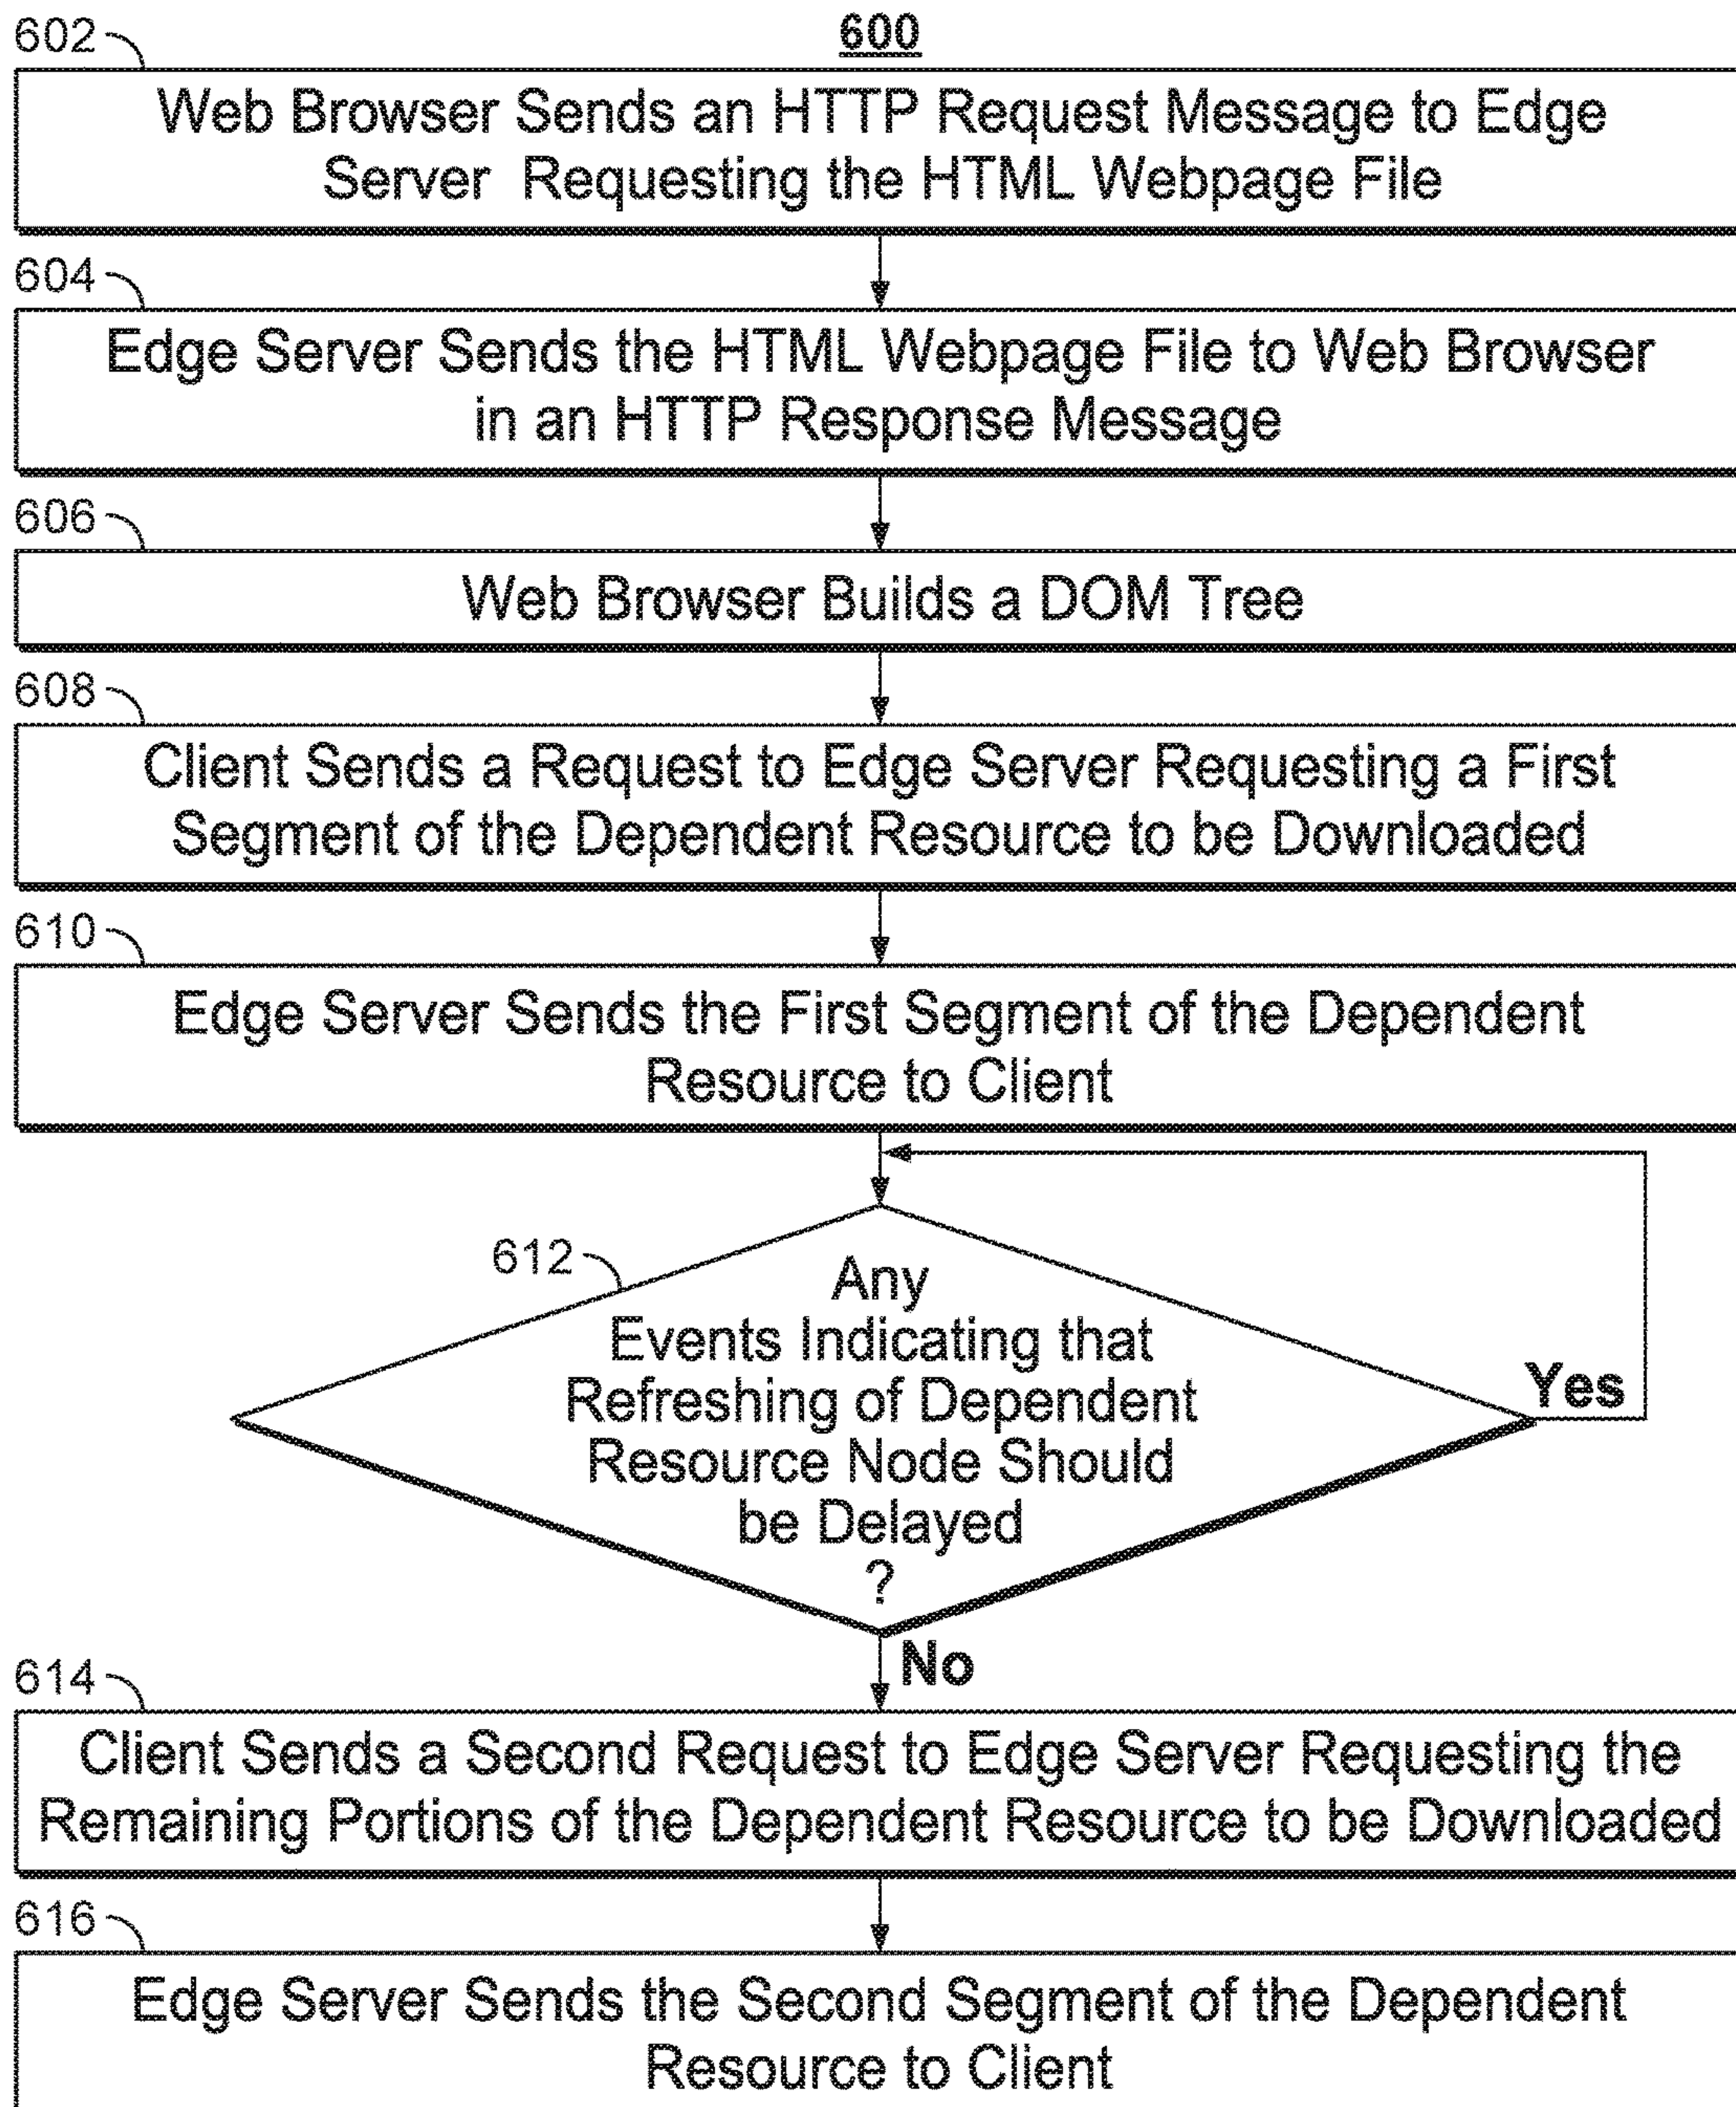 600
602
Web Browser Sends an HTTP Request Message to Edge
Server Requesting the HTML Webpage File
604
Edge Server Sends the HTML Webpage File to Web Browser
in an HTTP Response Message
606
Web Browser Builds a DOM Tree
608
Client Sends a Request to Edge Server Requesting a First
Segment of the Dependent Resource to be Downloaded
610
Edge Server Sends the First Segment of the Dependent
Resource to Client
612
Any
Events Indicating that
Refreshing of Dependent
Resource Node Should
be Delayed
?
Yes
No
614
Client Sends a Second Request to Edge Server Requesting the
Remaining Portions of the Dependent Resource to be Downloaded
616
Edge Server Sends the Second Segment of the Dependent
Resource to Client